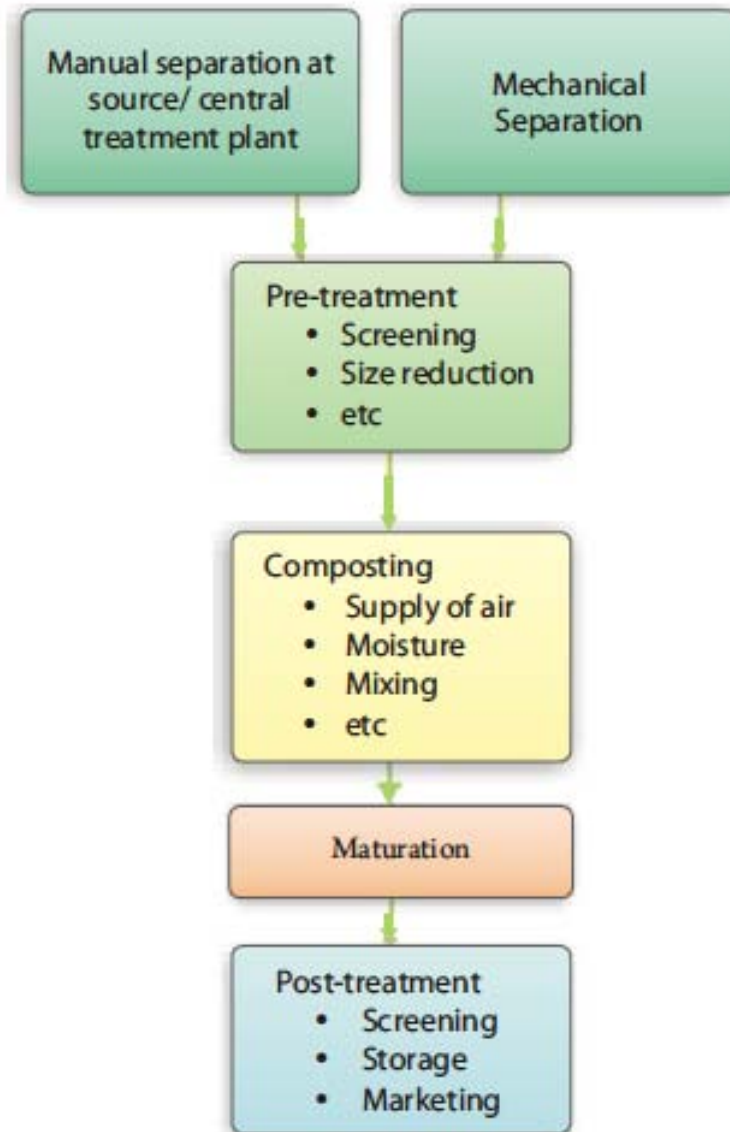 Manual separation at
source/ central
treatment plant
Mechanical
Separation
Pre-treatment
• Screening
• Size reduction
• etc
Composting
• Supply of air
• Moisture
• Mixing
• etc
Maturation
Post-treatment
• Screening
• Storage
• Marketing